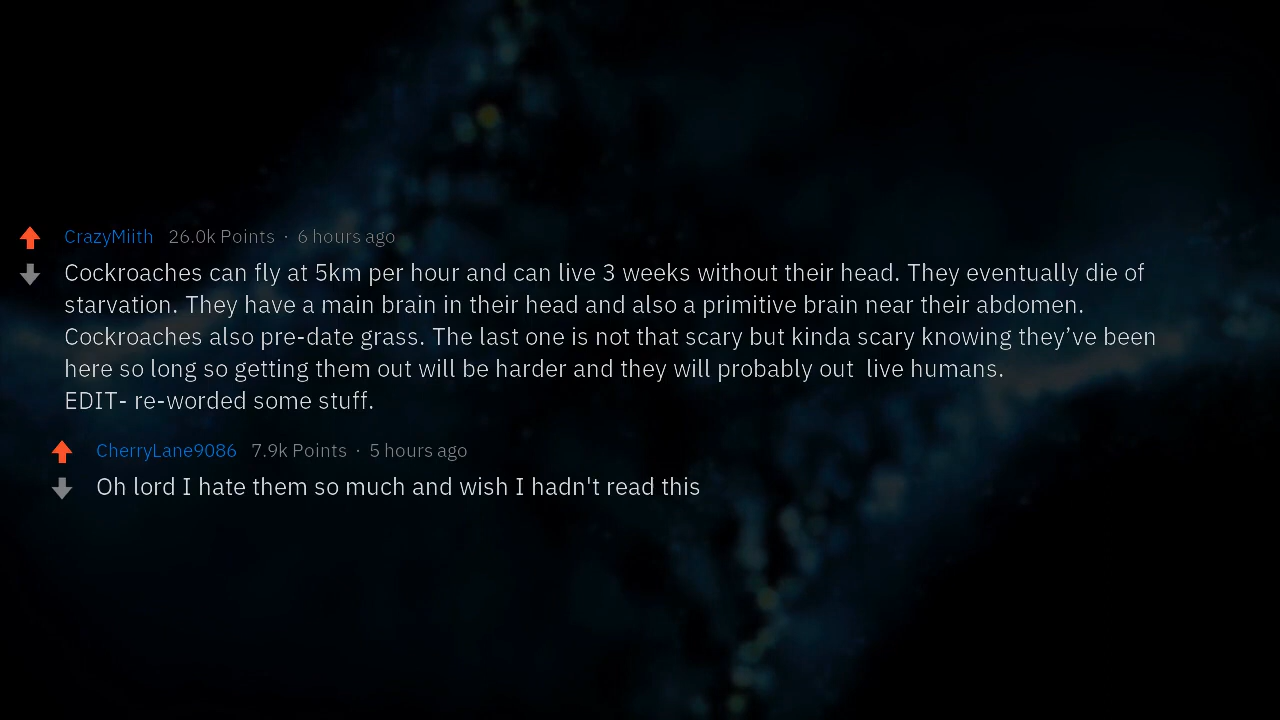 CrazyMiith 26.0k Points · 6 hours ago
Cockroaches can fly at 5km per hour and can live 3 weeks without their head. They eventually die of
starvation. They have a main brain in their head and also a primitive brain near their abdomen.
Cockroaches also pre-date grass. The last one is not that scary but kinda scary knowing they’ve been
here so long so getting them out will be harder and they will probably out  live humans.
EDIT- re-worded some stuff.
CherryLane9086 7.9k Points · 5 hours ago
Oh lord I hate them so much and wish I hadn't read this